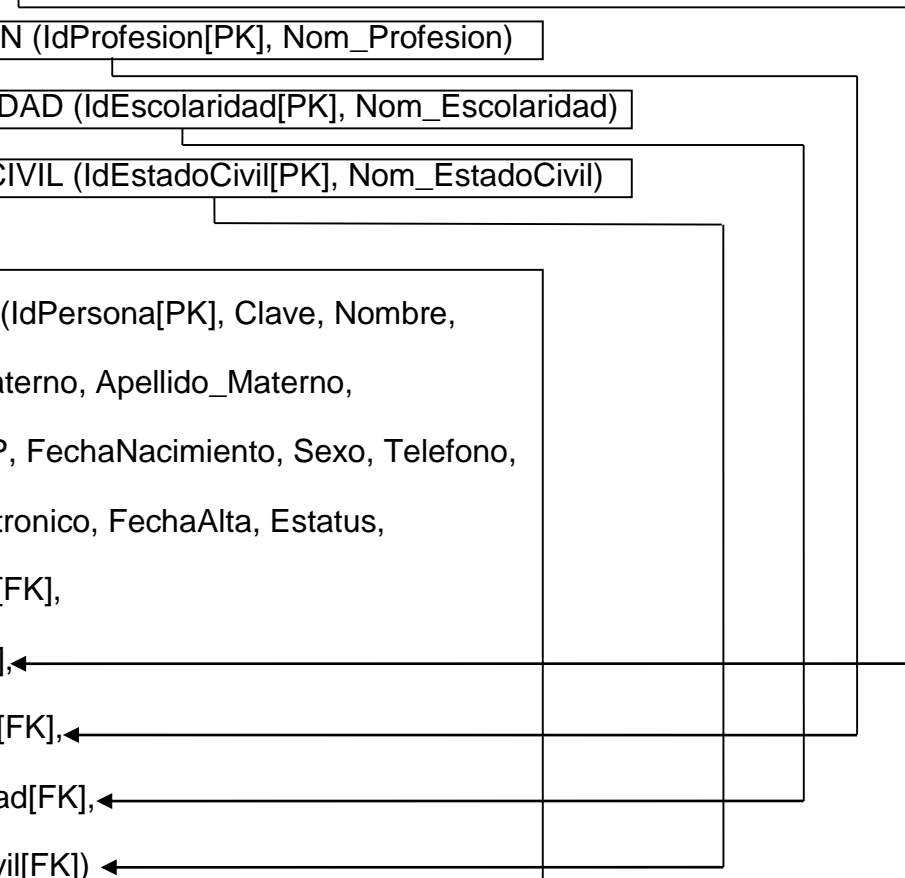 N (IdProfesion[PK], Nom_Profesion)
DAD (IdEscolaridad[PK], Nom_Escolaridad)
CIVIL (IdEstadoCivil[PK], Nom_EstadoCivil)
(IdPersona[PK], Clave, Nombre,
aterno, Apellido_Materno,
P, FechaNacimiento, Sexo, Telefono,
tronico, FechaAlta, Estatus,
[FK],
],
[FK],
ad[FK],
vil[FK])